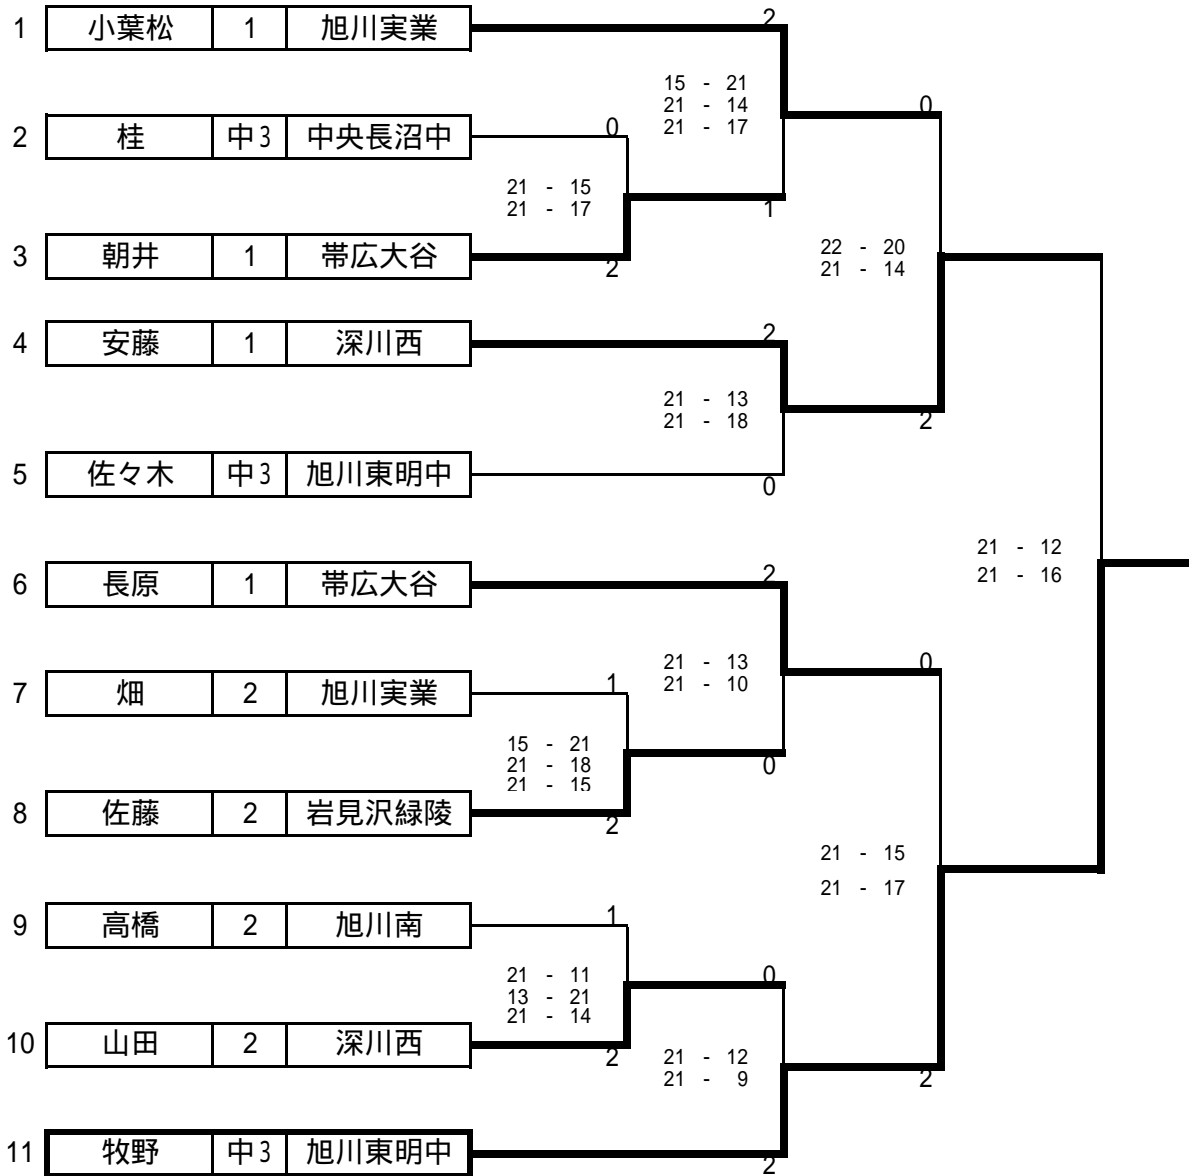 1 小葉松 1 旭川実業 2
15 - 21
21 - 14 0
2 桂 中3 中央長沼中 0 21 - 17
21 - 15
21 - 17 1
3 朝井 1 帯広大谷 2 22 - 20
21 - 14
4 安藤 1 深川西 2
21 - 13
21 - 18 2
5 佐々木 中3 旭川東明中 0
21 - 12
6 長原 1 帯広大谷 2 21 - 16
21 - 13 0
7 畑 2 旭川実業 1 21 - 10
15 - 21
21 - 18 0
21 - 15
8 佐藤 2 岩見沢緑陵 2
21 - 15
21 - 17
9 高橋 2 旭川南 1
21 - 11 0
13 - 21
21 - 14
10 山田 2 深川西 2 21 - 12
21 - 9 2
11 牧野 中3 旭川東明中 2